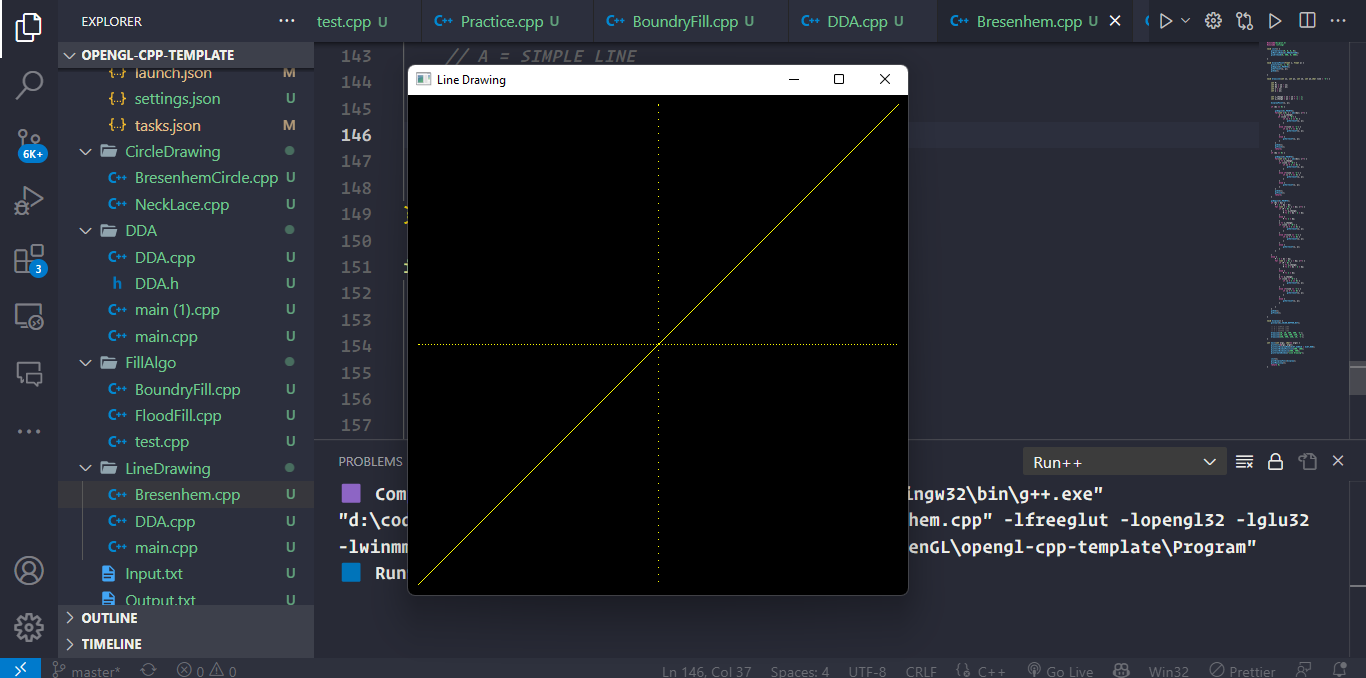 EXPLORER
test.cpp U
Practice.cpp U
BoundryFill.cpp U
DDA.cpp U
Bresenhem.cpp U
OPENGL-CPP-TEMPLATE
launch.json M
settings.json U
tasks.json M
CircleDrawing
BresenhemCircle.cpp U
NeckLace.cpp U
DDA
DDA.cpp U
DDA.h U
main (1).cpp U
main.cpp U
FillAlgo
BoundryFill.cpp U
FloodFill.cpp U
test.cpp U
LineDrawing
Bresenhem.cpp U
DDA.cpp U
main.cpp U
Input.txt U
Output.txt U
OUTLINE
TIMELINE
6K+
3
143 // A = SIMPLE LINE
144
145
146
147
148
149 }
150
151
152
153
154
155
156
157
Line Drawing
PROBLEMS
Run++
Com ingw32\bin\g++.exe"
"d:\cod hem.cpp" -lfreeglut -lopengl32 -lglu32
-lwinmm enGL\opengl-cpp-template\Program"
Run
master* 0 0 Ln 146, Col 37 Spaces: 4 UTF-8 CRLF {} C++ Go Live Win32 Prettier